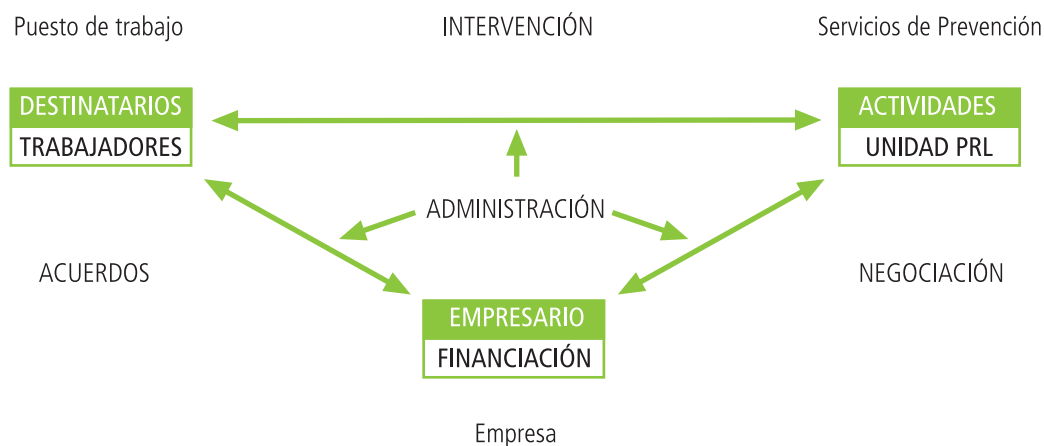 Puesto de trabajo
INTERVENCIÓN
Servicios de Prevención
DESTINATARIOS
TRABAJADORES
ACTIVIDADES
UNIDAD PRL
ADMINISTRACIÓN
ACUERDOS
NEGOCIACIÓN
EMPRESARIO
FINANCIACIÓN
Empresa